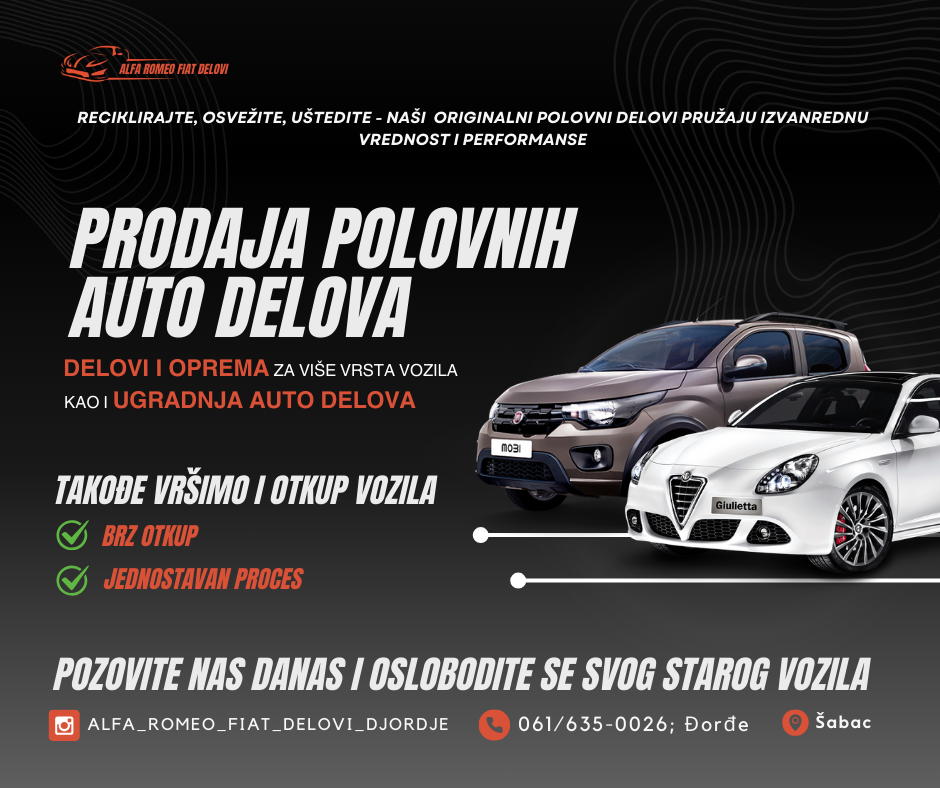 ALFA ROMEO FIAT DELOVI
RECIKLIRAJTE, OSVEŽITE, UŠTEDITE - NAŠI ORIGINALNI POLOVNI DELOVI PRUŽAJU IZVANREDNU
VREDNOST I PERFORMANSE
PRODAJA POLOVNIH
AUTO DELOVA
DELOVI I OPREMA ZA VIŠE VRSTA VOZILA
KAO I UGRADNJA AUTO DELOVA
MOBI
Giulietta
TAKOĐE VRŠIMO I OTKUP VOZILA
BRZ OTKUP
JEDNOSTAVAN PROCES
POZOVITE NAS DANAS I OSLOBODITE SE SVOG STAROG VOZILA
ALFA_ROMEO_FIAT_DELOVI_DJORDJE 061/635-0026; Đorđe Šabac